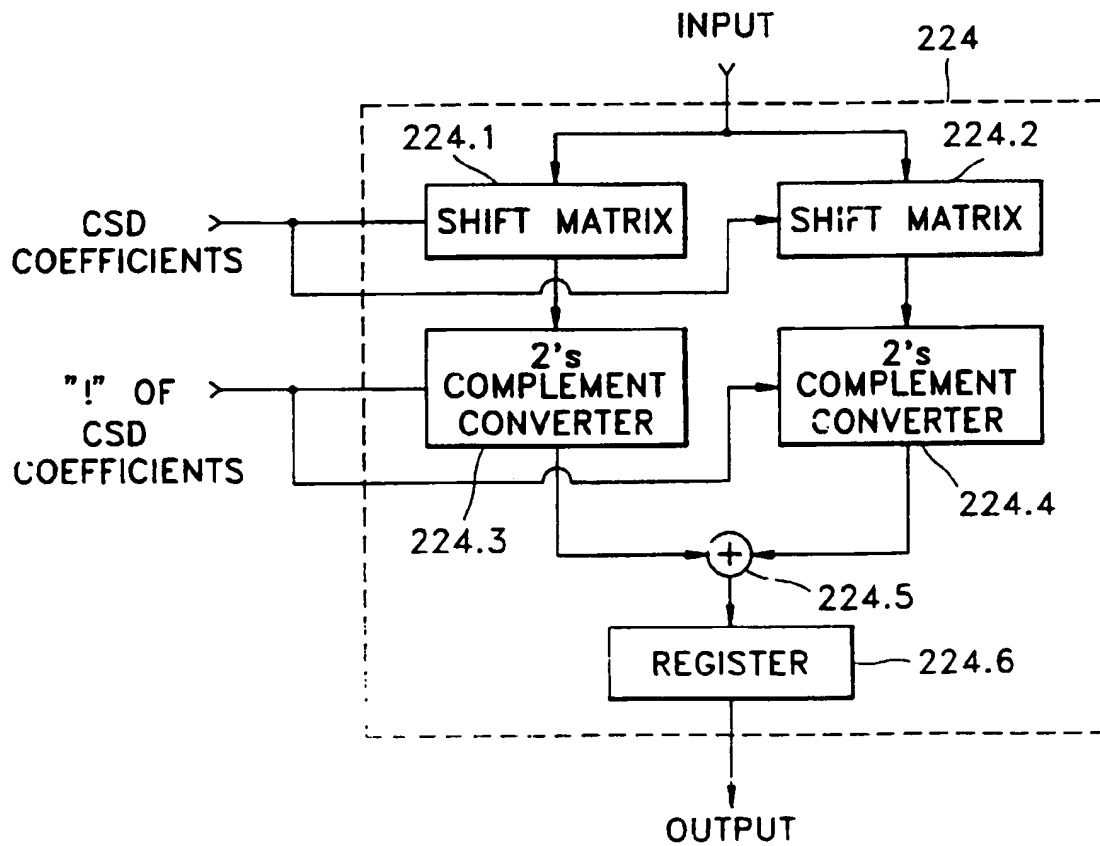 INPUT
224
224.1
224.2
CSD
COEFFICIENTS
SHIFT MATRIX
SHIFT MATRIX
"!" OF
CSD
COEFFICIENTS
2's
COMPLEMENT
CONVERTER
2's
COMPLEMENT
CONVERTER
224.3
224.4
+
224.5
REGISTER
224.6
OUTPUT